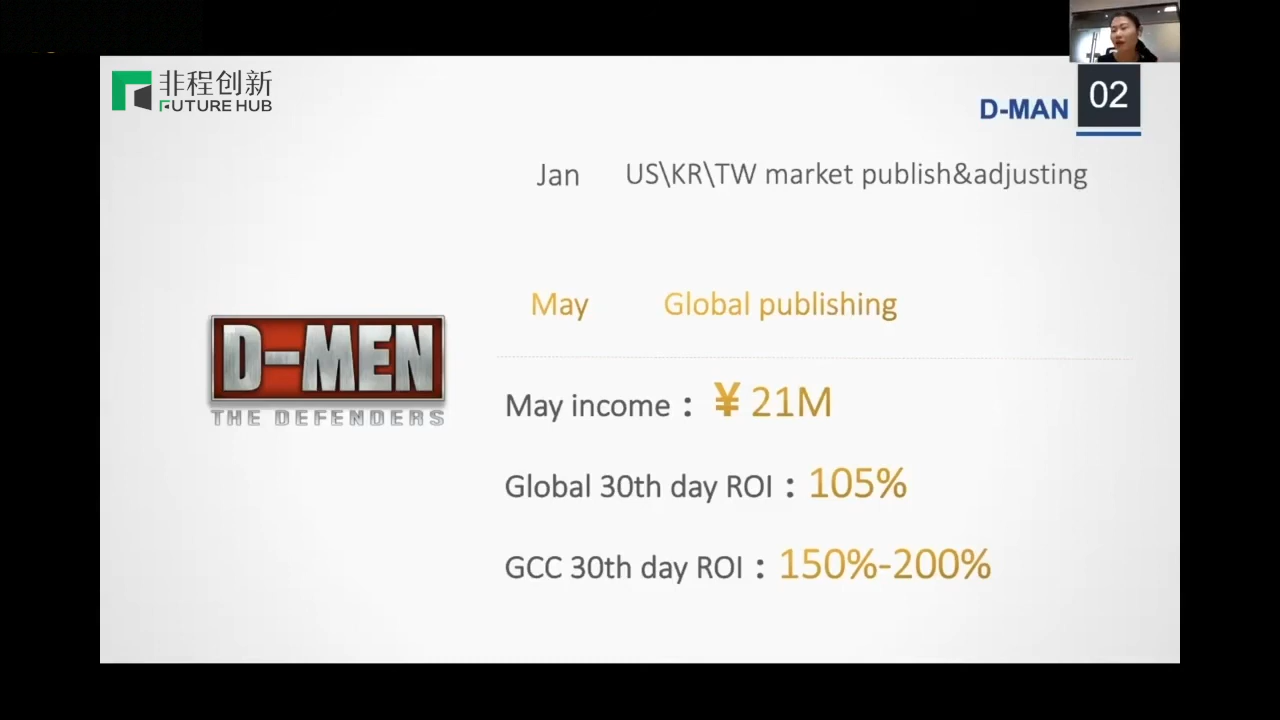 非程创新
FUTURE HUB
D-MAN 02
Jan US\KR\TW market publish&adjusting
May Global publishing
D-MEN
THE DEFENDERS
May income：￥21M
Global 30th day ROI：105%
GCC 30th day ROI：150%-200%